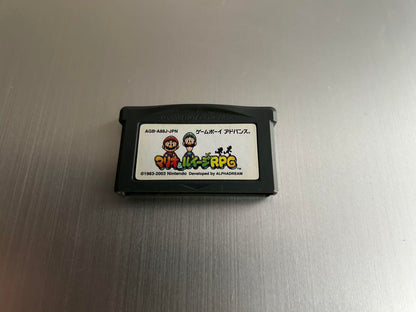 AGB-A88J-JPN ゲームボーイ アドバンス
マリオ&ルイージRPG
©1983-2003 Nintendo Developed by ALPHADREAM